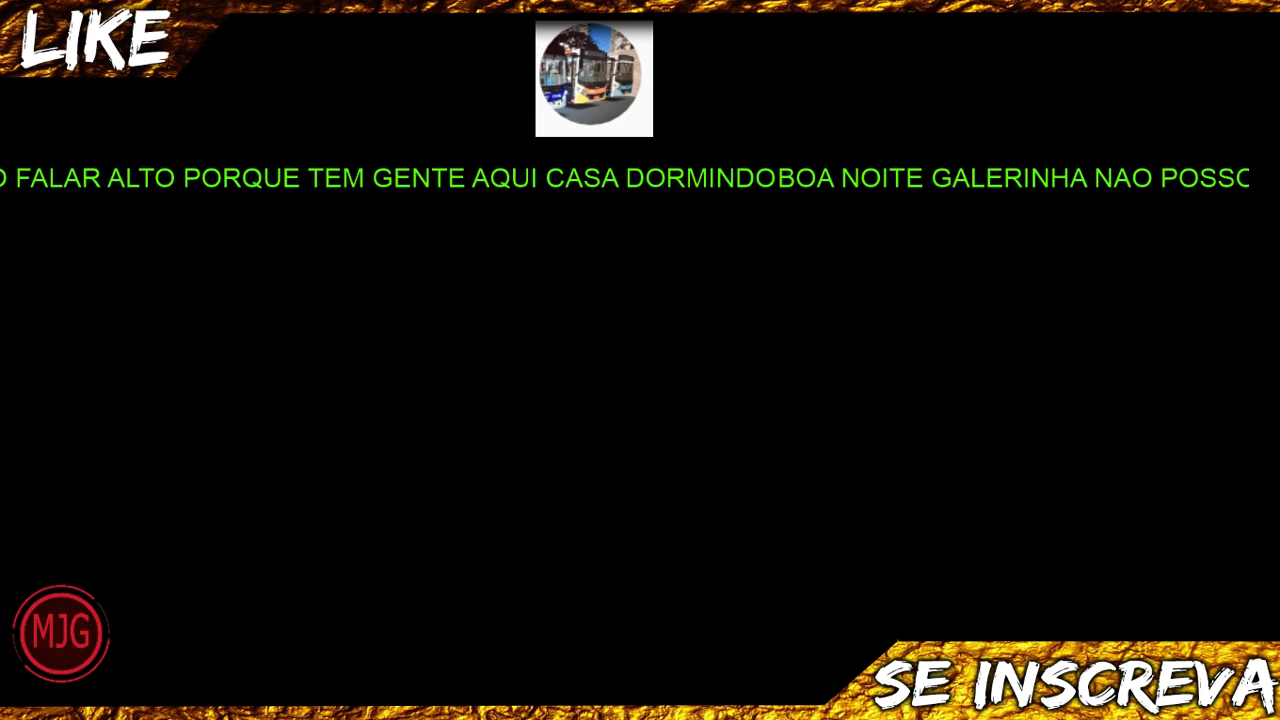 LIKE
O FALAR ALTO PORQUE TEM GENTE AQUI CASA DORMINDOBOA NOITE GALERINHA NAO POSSO
MJG
SE INSCREVA